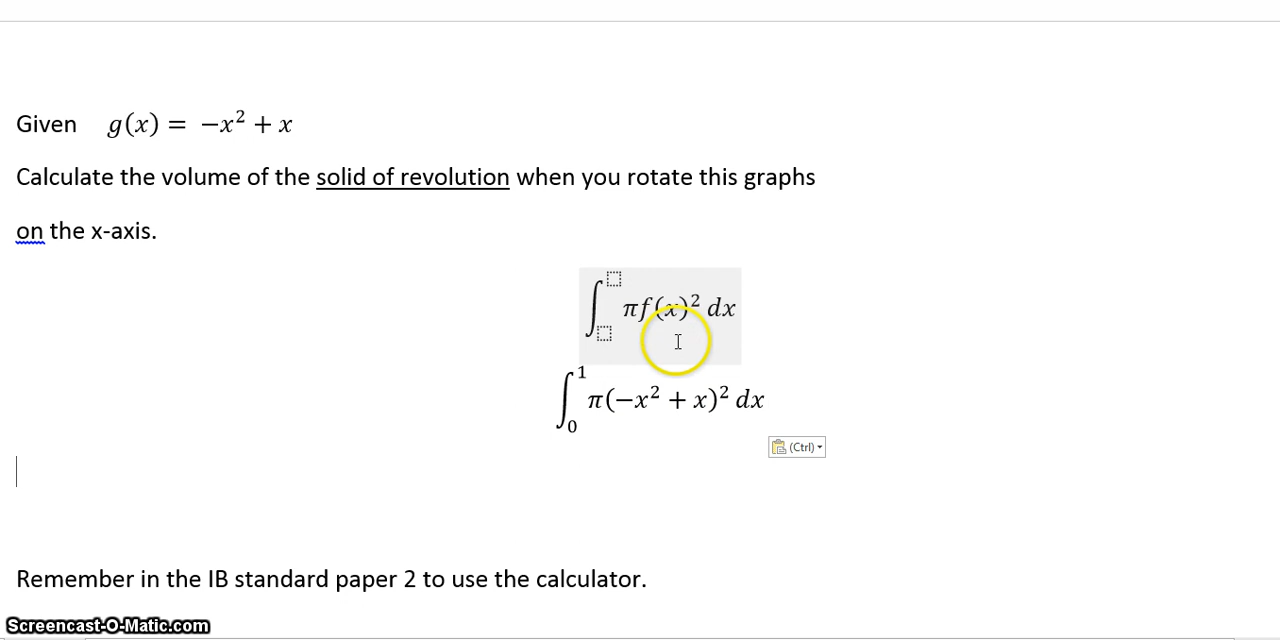 Given g(x) = −x² + x
Calculate the volume of the solid of revolution when you rotate this graphs
on the x-axis.
∫ πf(x)² dx
∫₀¹ π(−x² + x)² dx
(Ctrl)
Remember in the IB standard paper 2 to use the calculator.
Screencast-O-Matic.com